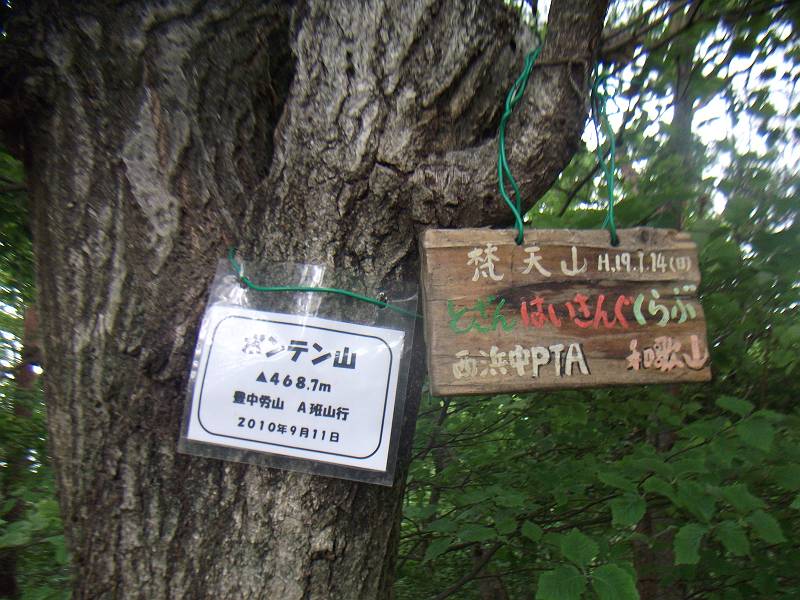 ボンテン山
▲468.7m
豊中労山 A班山行
2010年9月11日
梵天山 H.19.1.14(日)
とざんはいきんぐくらぶ
西浜中PTA 和歌山